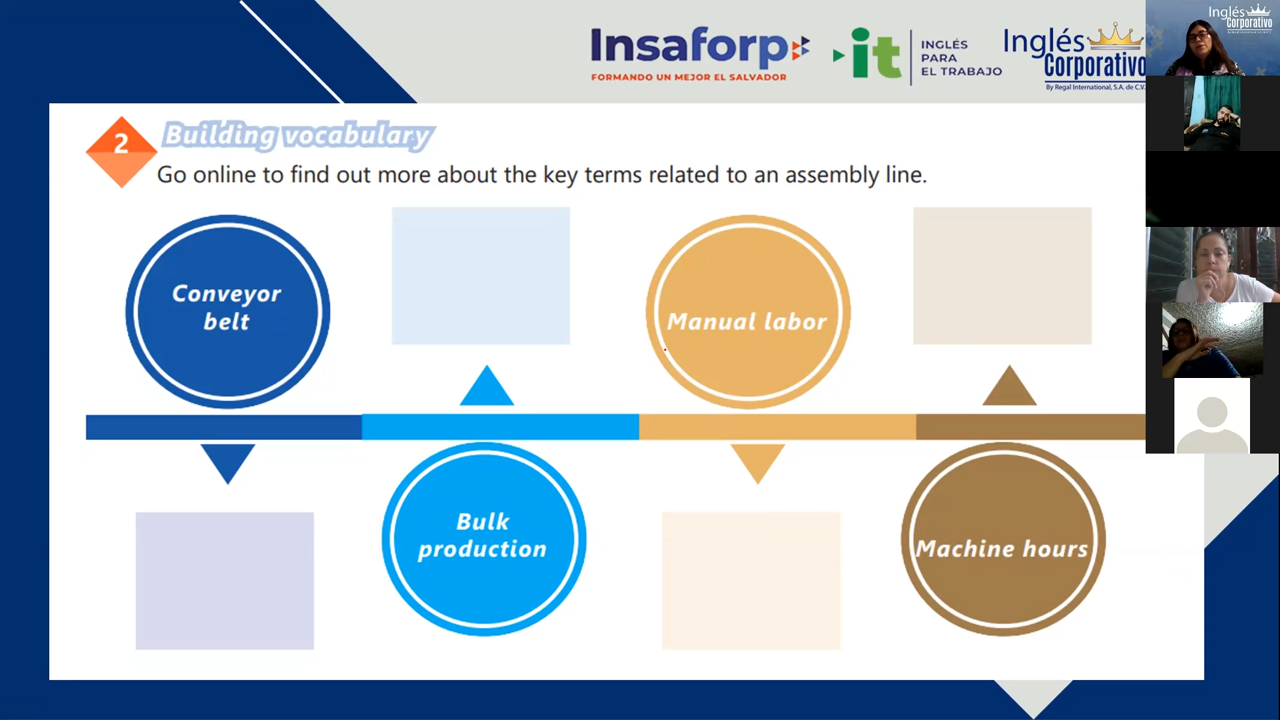 Insaforp
FORMANDO UN MEJOR EL SALVADOR
it
INGLÉS
PARA
EL TRABAJO
Inglés
Corporativo
By Regal International, S.A. de C.V.
Inglés
Corporativo
2
Building vocabulary
Go online to find out more about the key terms related to an assembly line.
Conveyor
belt
Manual labor
Bulk
production
Machine hours